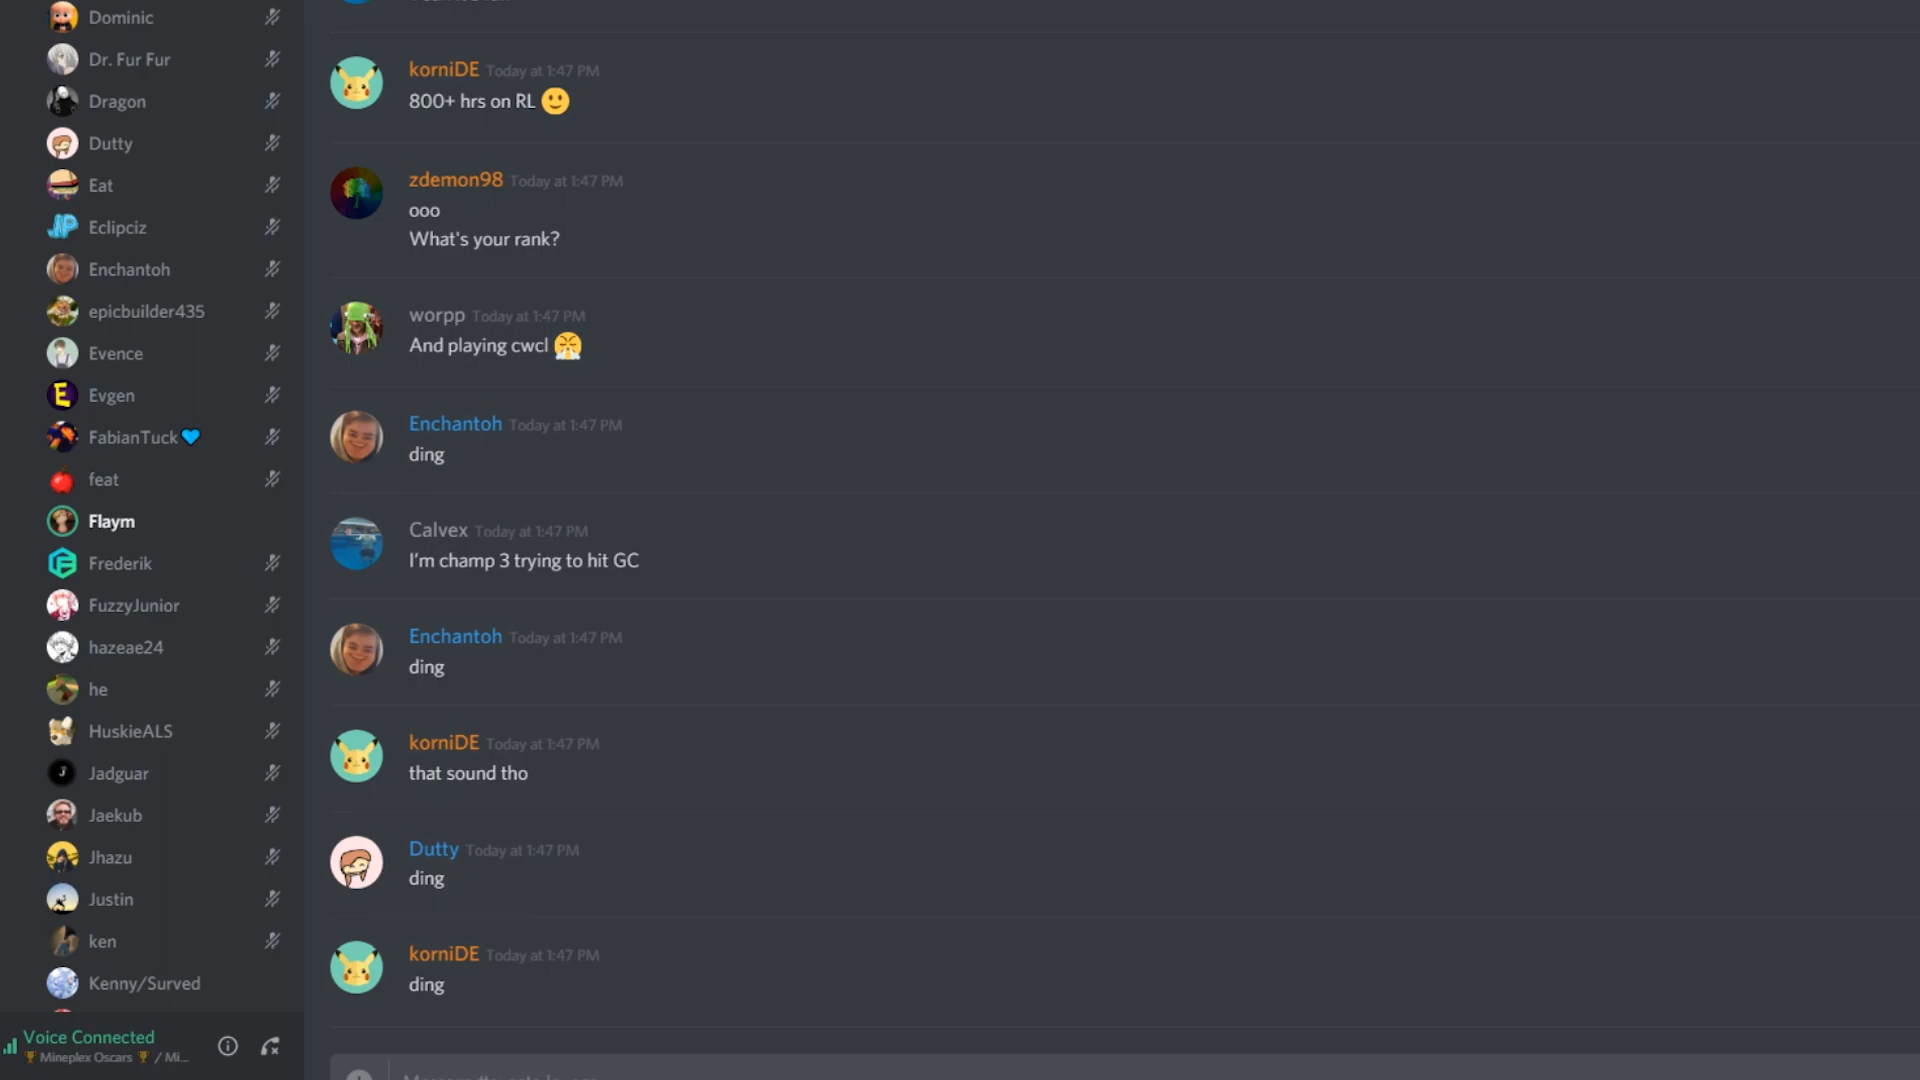 Dominic
Dr. Fur Fur
Dragon
Dutty
Eat
JP
Eclipciz
Enchantoh
epicbuilder435
Evence
E
Evgen
FabianTuck💙
feat
Flaym
Frederik
FuzzyJunior
hazeae24
he
HuskieALS
J
Jadguar
Jaekub
Jhazu
Justin
ken
Kenny/Surved
Voice Connected
🏆 Mineplex Oscars 🏆 / Mi...
korniDE Today at 1:47 PM
800+ hrs on RL 🙂
zdemon98 Today at 1:47 PM
ooo
What's your rank?
worpp Today at 1:47 PM
And playing cwcl 😤
Enchantoh Today at 1:47 PM
ding
Calvex Today at 1:47 PM
I'm champ 3 trying to hit GC
Enchantoh Today at 1:47 PM
ding
korniDE Today at 1:47 PM
that sound tho
Dutty Today at 1:47 PM
ding
korniDE Today at 1:47 PM
ding